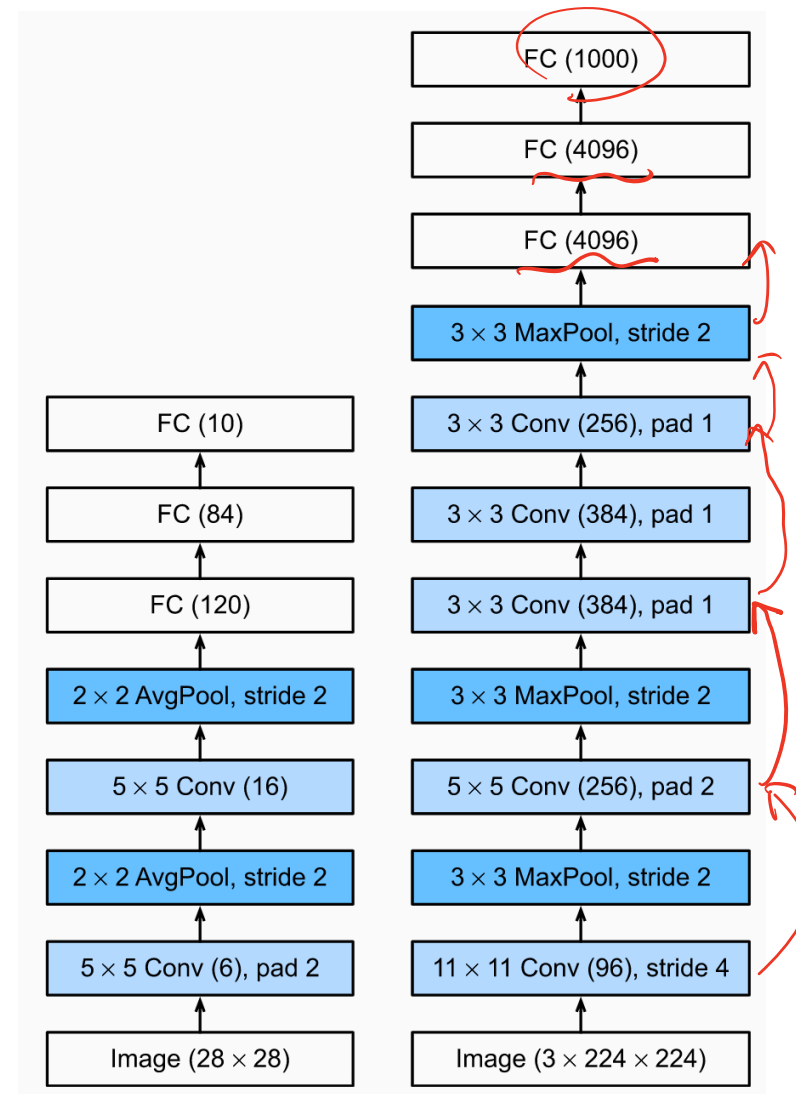 FC (10)
FC (84)
FC (120)
2 × 2 AvgPool, stride 2
5 × 5 Conv (16)
2 × 2 AvgPool, stride 2
5 × 5 Conv (6), pad 2
Image (28 × 28)
FC (1000)
FC (4096)
FC (4096)
3 × 3 MaxPool, stride 2
3 × 3 Conv (256), pad 1
3 × 3 Conv (384), pad 1
3 × 3 Conv (384), pad 1
3 × 3 MaxPool, stride 2
5 × 5 Conv (256), pad 2
3 × 3 MaxPool, stride 2
11 × 11 Conv (96), stride 4
Image (3 × 224 × 224)